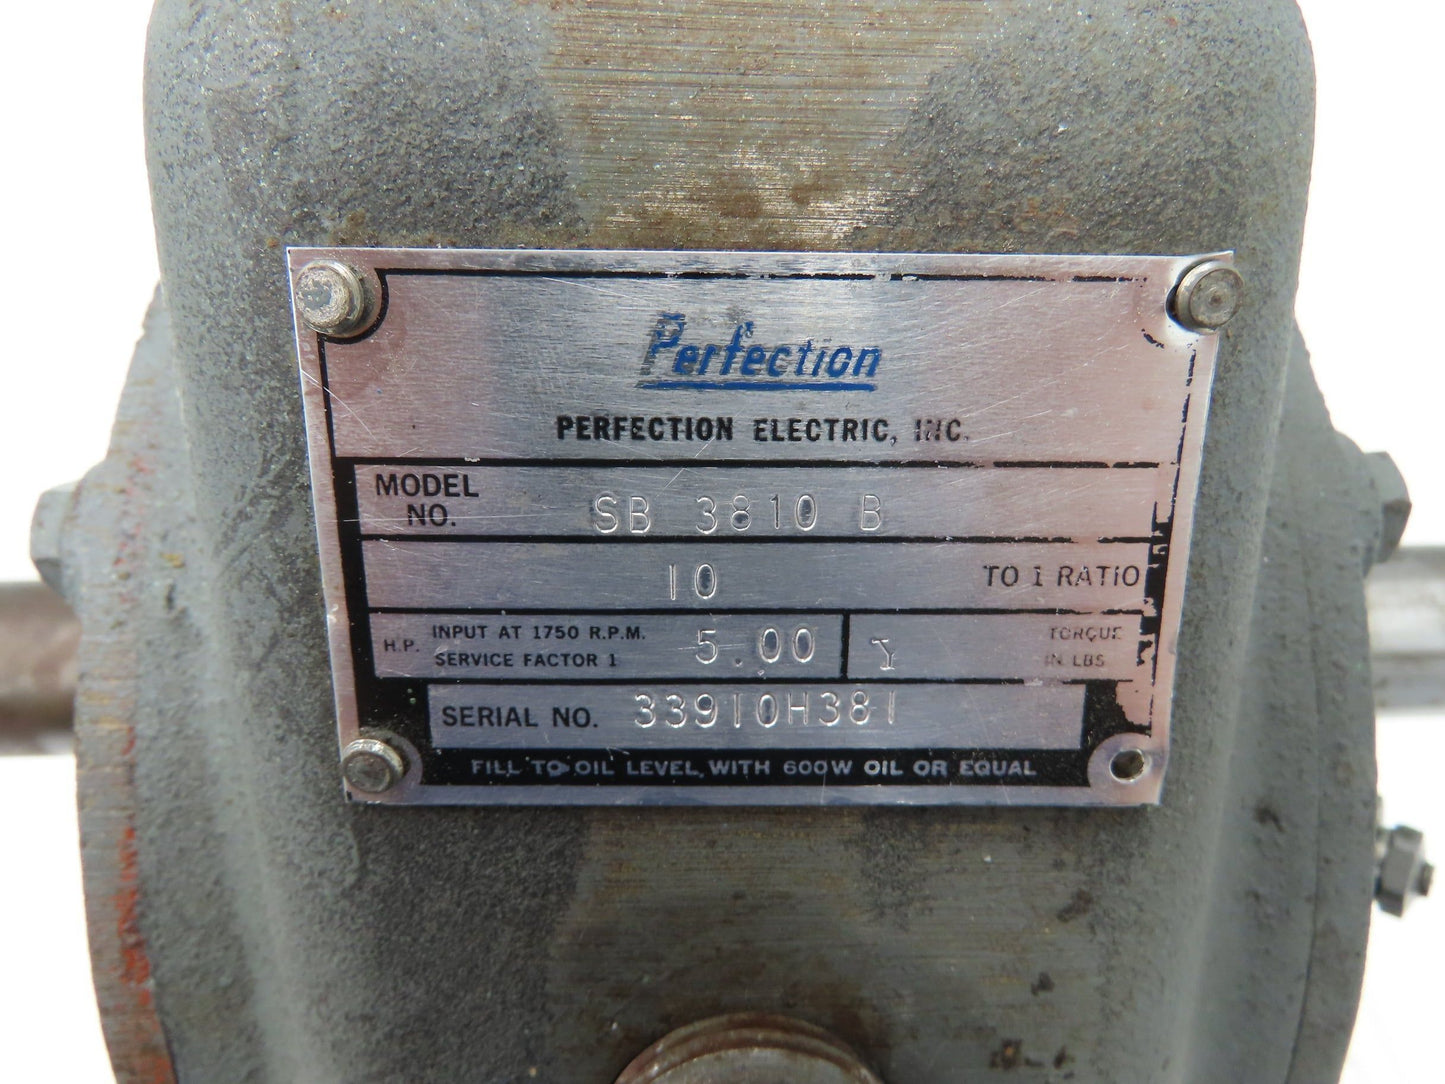 Perfection
PERFECTION ELECTRIC, INC.
MODEL NO. SB 3810 B
10 TO 1 RATIO
H.P. INPUT AT 1750 R.P.M. SERVICE FACTOR 1 5.00 Y TORQUE IN LBS
SERIAL NO. 33910H381
FILL TO OIL LEVEL WITH 600W OIL OR EQUAL